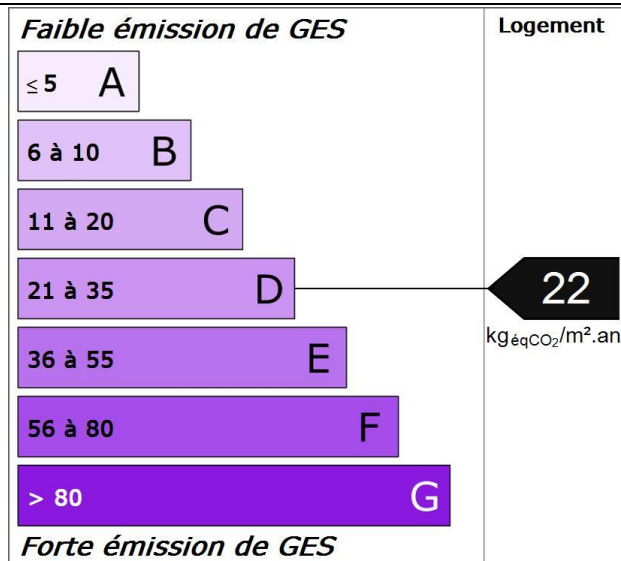 Faible émission de GES
Logement
≤ 5 A
6 à 10 B
11 à 20 C
21 à 35 D
22
kgéqCO₂/m².an
36 à 55 E
56 à 80 F
> 80 G
Forte émission de GES